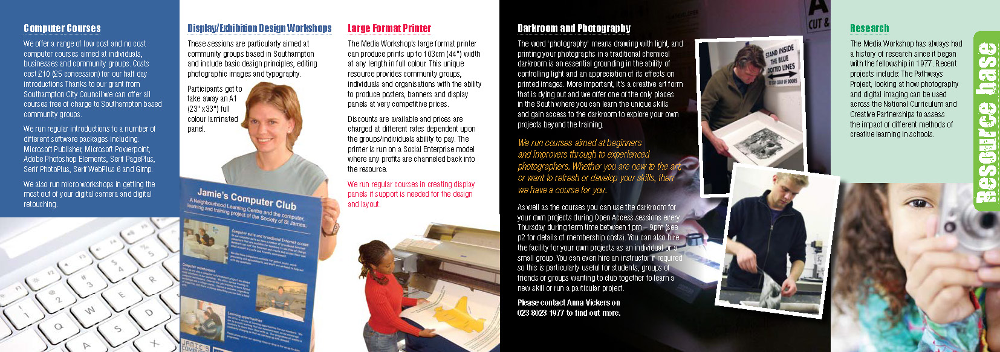 Computer Courses
We offer a range of low cost and no cost
computer courses aimed at individuals,
businesses and community groups. Costs
cost £10 (£5 concession) for our half day
introductions Thanks to our grant from
Southampton City Council we can offer all
courses free of charge to Southampton based
community groups.
We run regular introductions to a number of
different software packages including:
Microsoft Publisher, Microsoft Powerpoint,
Adobe Photoshop Elements, Serif PagePlus,
Serif PhotoPlus, Serif WebPlus 6 and Gimp.
We also run micro workshops in getting the
most out of your digital camera and digital
retouching.
Display/Exhibition Design Workshops
These sessions are particularly aimed at
community groups based in Southampton
and include basic design principles, editing
photographic images and typography.
Participants get to
take away an A1
(23" x33") full
colour laminated
panel.
Jamie's Computer Club
A Neighbourhood Learning Centre and the computer,
learning and training project of the Society of St James.
Computer suite and broadband Internet access
Computer maintenance
Learning opportunities
JAMIE'S
Large Format Printer
The Media Workshop's large format printer
can produce prints up to 103cm (44") width
at any length in full colour. This unique
resource provides community groups,
individuals and organisations with the ability
to produce posters, banners and display
panels at very competitive prices.
Discounts are available and prices are
charged at different rates dependent upon
the groups/individuals ability to pay. The
printer is run on a Social Enterprise model
where any profits are channeled back into
the resource.
We run regular courses in creating display
panels if support is needed for the design
and layout.
Darkroom and Photography
The word 'photography' means drawing with light, and
printing your photographs in a traditional chemical
darkroom is an essential grounding in the ability of
controlling light and an appreciation of its effects on
printed images. More important, it's a creative art form
that is dying out and we offer one of the only places
in the South where you can learn the unique skills
and gain access to the darkroom to explore your own
projects beyond the training.
We run courses aimed at beginners
and improvers through to experienced
photographers. Whether you are new to the art,
or want to refresh or develop your skills, then
we have a course for you.
As well as the courses you can use the darkroom for
your own projects during Open Access sessions every
Thursday during term time between 1pm – 9pm (see
p2 for details of membership costs). You can also hire
the facility for your own projects as an individual or a
small group. You can even hire an instructor if required
so this is particularly useful for students, groups of
friends or groups wanting to club together to learn a
new skill or run a particular project.
Please contact Anna Vickers on
023 8023 1977 to find out more.
A
CUT &
STAND INSIDE
THE BLUE
DOTTED LINES
TO STAY CLEAR OF DOORS
Research
The Media Workshop has always had
a history of research since it began
with the fellowship in 1977. Recent
projects include: The Pathways
Project, looking at how photography
and digital imaging can be used
across the National Curriculum and
Creative Partnerships to assess
the impact of different methods of
creative learning in schools.
Resource base